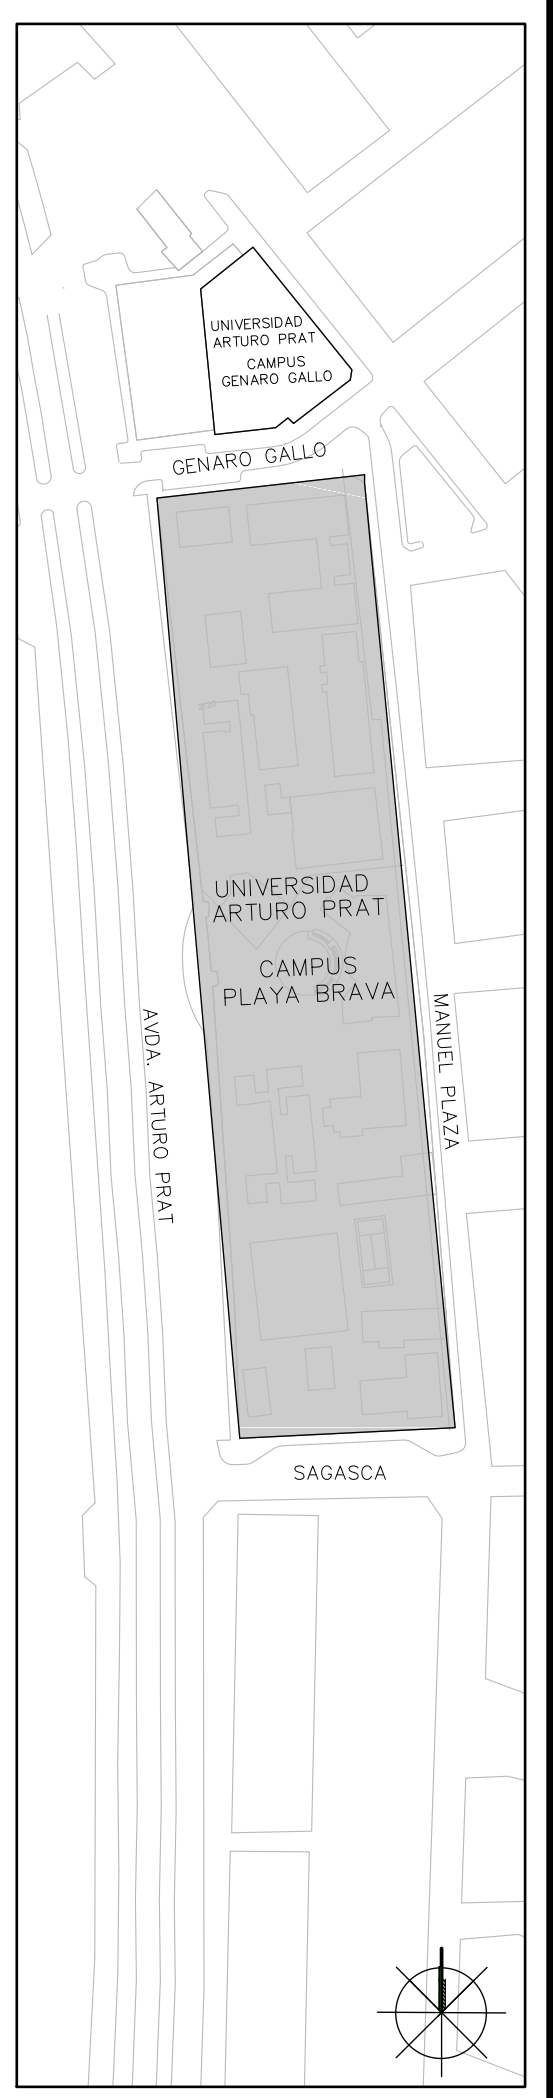 UNIVERSIDAD
ARTURO PRAT
CAMPUS
GENARO GALLO
GENARO GALLO
UNIVERSIDAD
ARTURO PRAT
CAMPUS
PLAYA BRAVA
AVDA. ARTURO PRAT
MANUEL PLAZA
SAGASCA